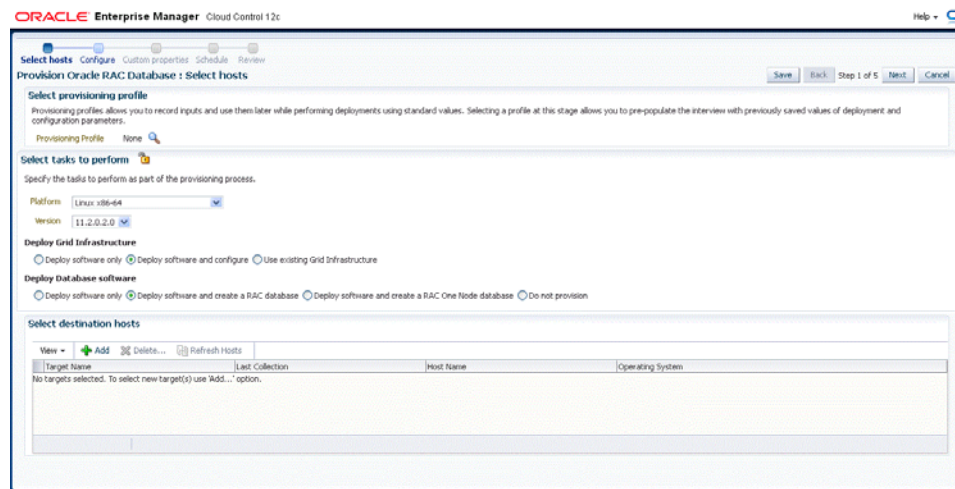 ORACLE Enterprise Manager Cloud Control 12c
Help
Select hosts Configure Custom properties Schedule Review
Provision Oracle RAC Database : Select hosts
Save Back Step 1 of 5 Next Cancel
Select provisioning profile
Provisioning profiles allows you to record inputs and use them later while performing deployments using standard values. Selecting a profile at this stage allows you to pre-populate the interview with previously saved values of deployment and
configuration parameters.
Provisioning Profile None
Select tasks to perform
Specify the tasks to perform as part of the provisioning process.
Platform Linux x86-64
Version 11.2.0.2.0
Deploy Grid Infrastructure
Deploy software only Deploy software and configure Use existing Grid Infrastructure
Deploy Database software
Deploy software only Deploy software and create a RAC database Deploy software and create a RAC One Node database Do not provision
Select destination hosts
View Add Delete... Refresh Hosts
Target Name Last Collection Host Name Operating System
No targets selected. To select new target(s) use 'Add...' option.